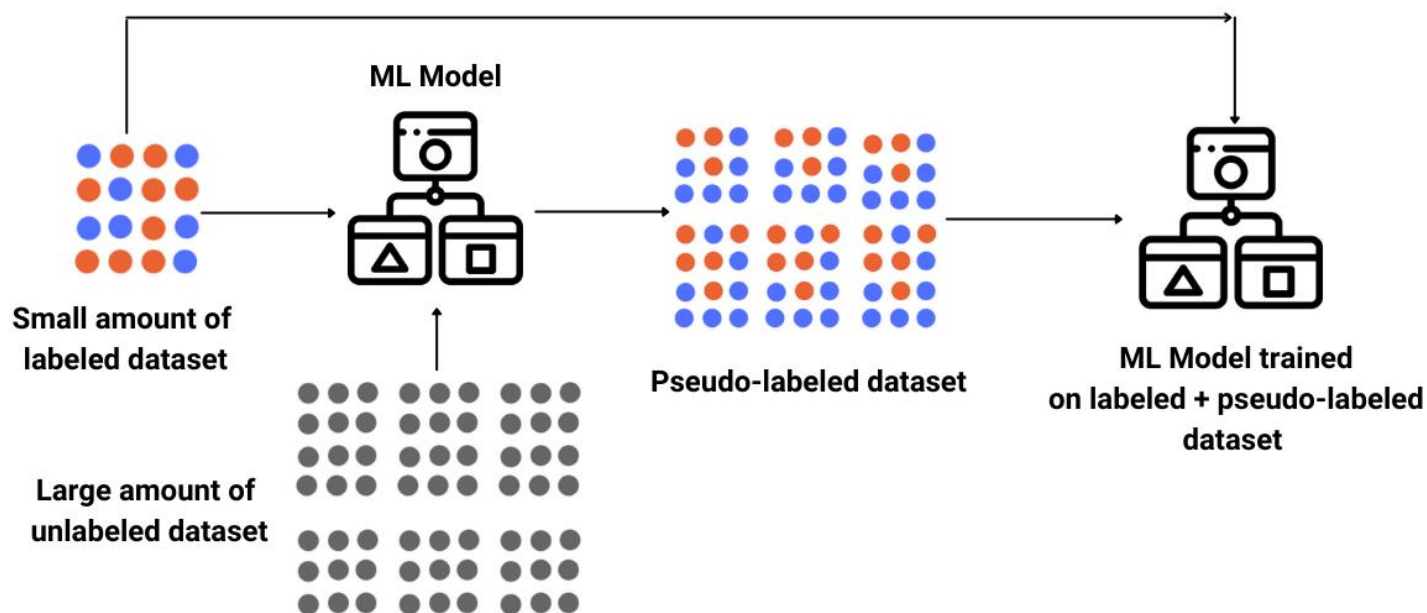 ML Model
Small amount of
labeled dataset
Pseudo-labeled dataset
ML Model trained
on labeled + pseudo-labeled
dataset
Large amount of
unlabeled dataset